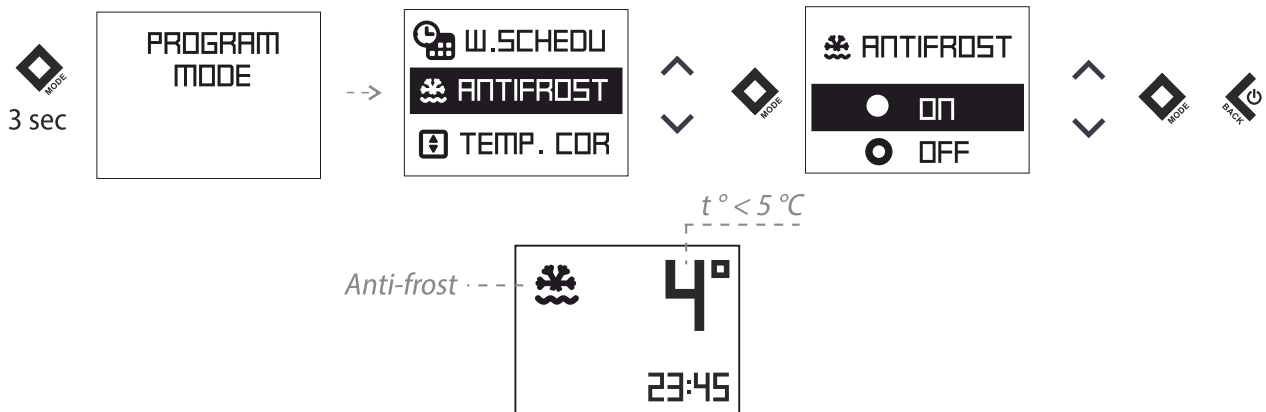 MODE
3 sec
PROGRAM
MODE
W.SCHEDU
ANTIFROST
TEMP. COR
MODE
ANTIFROST
ON
OFF
MODE
BACK
t° < 5 °C
Anti-frost
4°
23:45